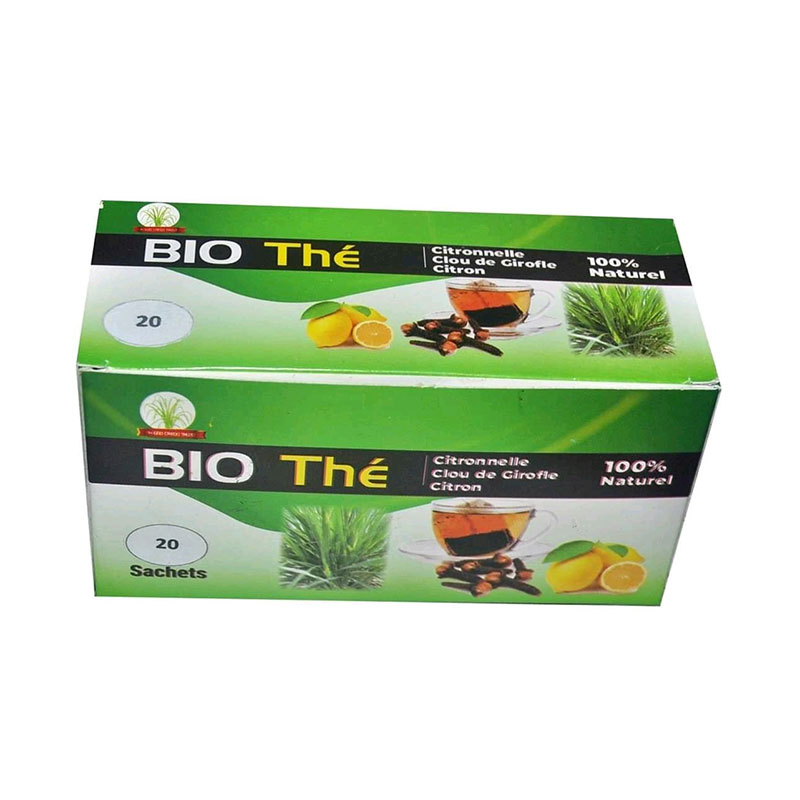 BIO Thé
Citronnelle
Clou de Girofle
Citron
100%
Naturel
20
BIO Thé
Citronnelle
Clou de Girofle
Citron
100%
Naturel
20
Sachets